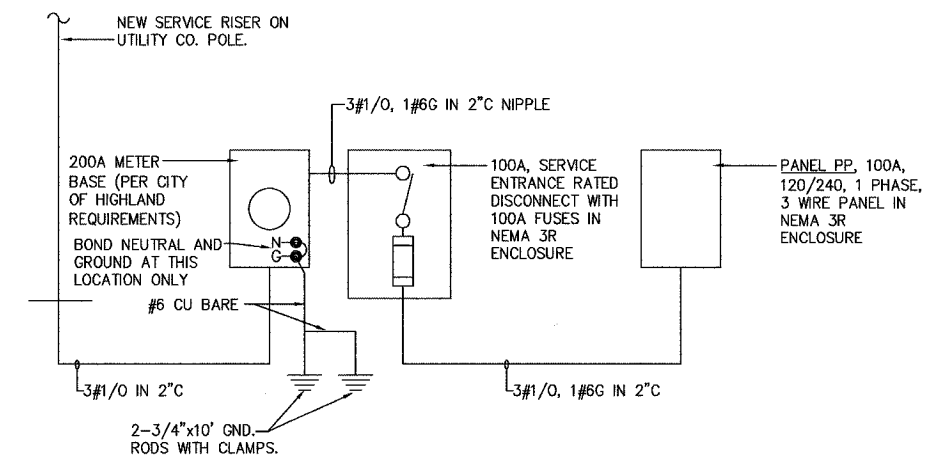 NEW SERVICE RISER ON
UTILITY CO. POLE.
3#1/0, 1#6G IN 2"C NIPPLE
200A METER
BASE (PER CITY
OF HIGHLAND
REQUIREMENTS)
BOND NEUTRAL AND
GROUND AT THIS
LOCATION ONLY
N
G
100A, SERVICE
ENTRANCE RATED
DISCONNECT WITH
100A FUSES IN
NEMA 3R
ENCLOSURE
PANEL PP, 100A,
120/240, 1 PHASE,
3 WIRE PANEL IN
NEMA 3R
ENCLOSURE
#6 CU BARE
3#1/0 IN 2"C
3#1/0, 1#6G IN 2"C
2-3/4"x10' GND.
RODS WITH CLAMPS.